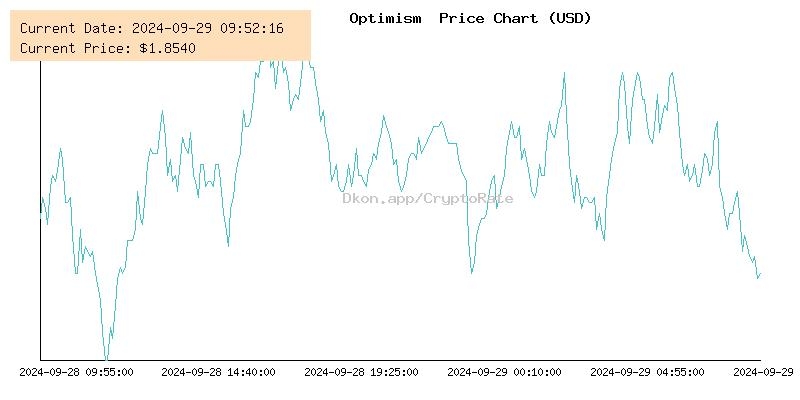 Optimism  Price Chart (USD)
Current Date: 2024-09-29 09:52:16
Current Price: $1.8540
Dkon.app/CryptoRate
2024-09-28 09:55:00 2024-09-28 14:40:00 2024-09-28 19:25:00 2024-09-29 00:10:00 2024-09-29 04:55:00 2024-09-29